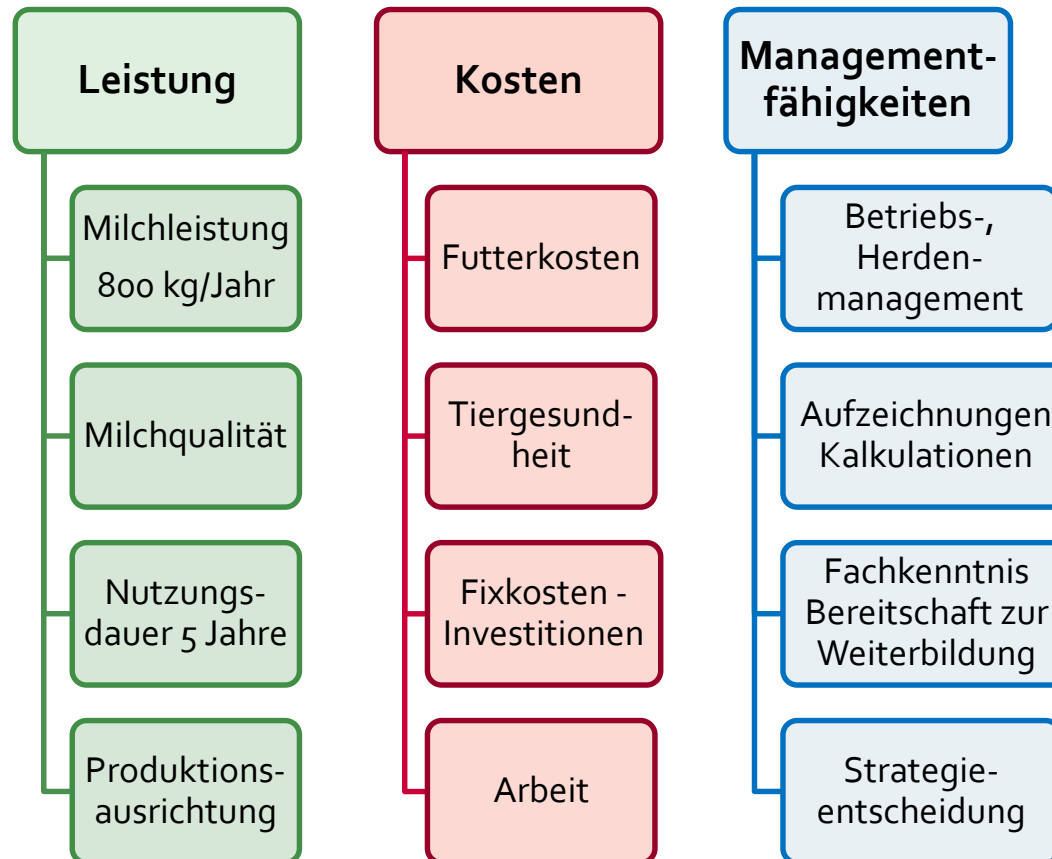 Leistung
Milchleistung
800 kg/Jahr
Milchqualität
Nutzungs-
dauer 5 Jahre
Produktions-
ausrichtung
Kosten
Futterkosten
Tiergesund-
heit
Fixkosten -
Investitionen
Arbeit
Management-
fähigkeiten
Betriebs-,
Herden-
management
Aufzeichnungen
Kalkulationen
Fachkenntnis
Bereitschaft zur
Weiterbildung
Strategie-
entscheidung